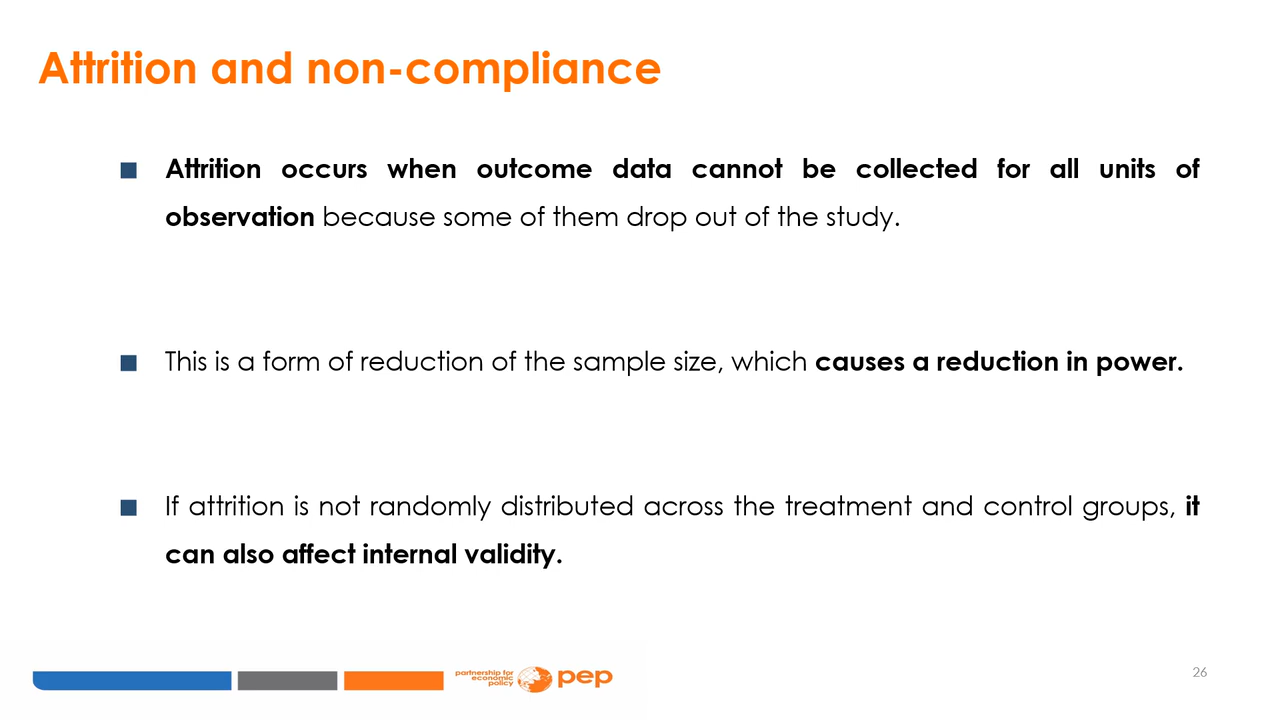 Attrition and non-compliance
Attrition occurs when outcome data cannot be collected for all units of
observation because some of them drop out of the study.
This is a form of reduction of the sample size, which causes a reduction in power.
If attrition is not randomly distributed across the treatment and control groups, it
can also affect internal validity.
partnership for
economic
policy
pep
26